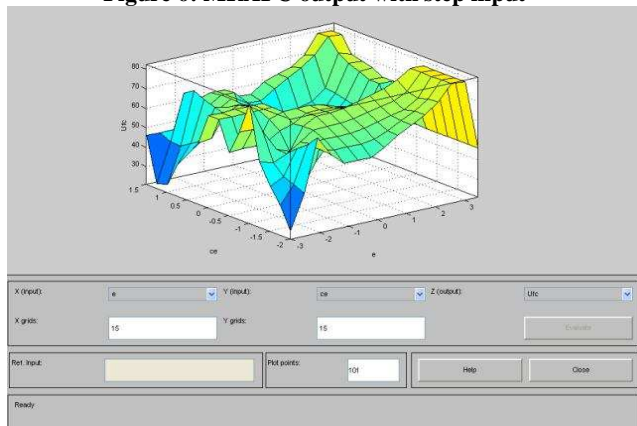 Figure 6: MRAFC output with step input
80
70
60
50
40
30
Ufc
1.5
1
0.5
0
-0.5
-1
-1.5
-2
ce
-3
-2
-1
0
1
2
3
e
X (input):
e
Y (input):
ce
Z (output):
Ufc
X grids:
15
Y grids:
15
Evaluate
Ref. Input:
Plot points:
101
Help
Close
Ready